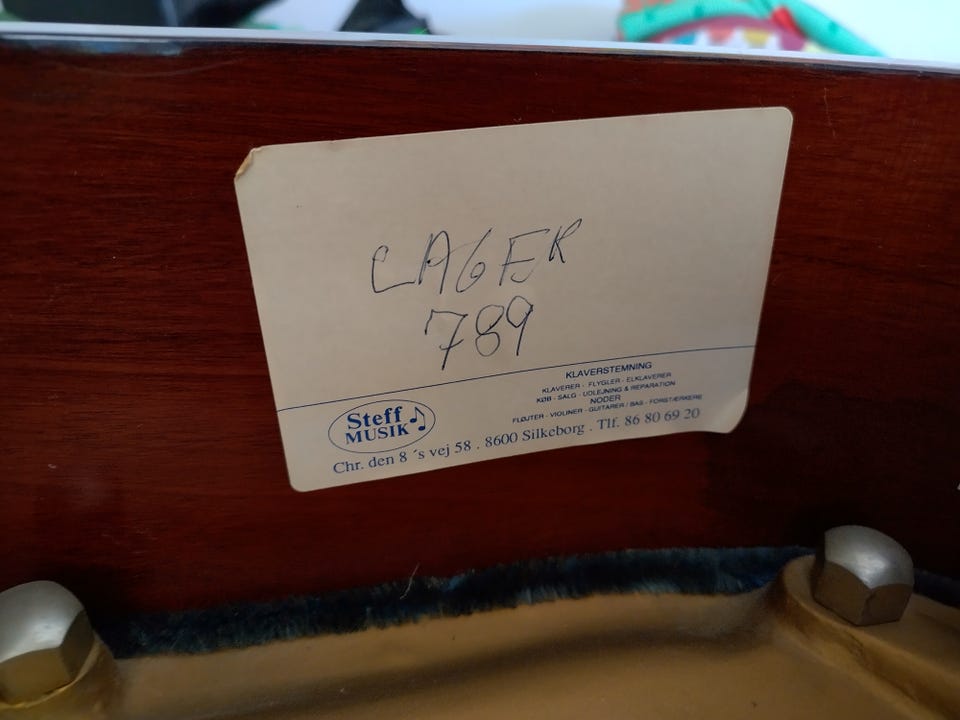 LAGER
789
KLAVERSTEMNING
KLAVERER - FLYGLER - ELKLAVERER
KØB - SALG - UDLEJNING & REPARATION
NODER
FLØJTER - VIOLINER - GUITARER / BAS - FORSTÆRKERE
Steff
MUSIK
Chr. den 8 ´s vej 58 . 8600 Silkeborg . Tlf. 86 80 69 20